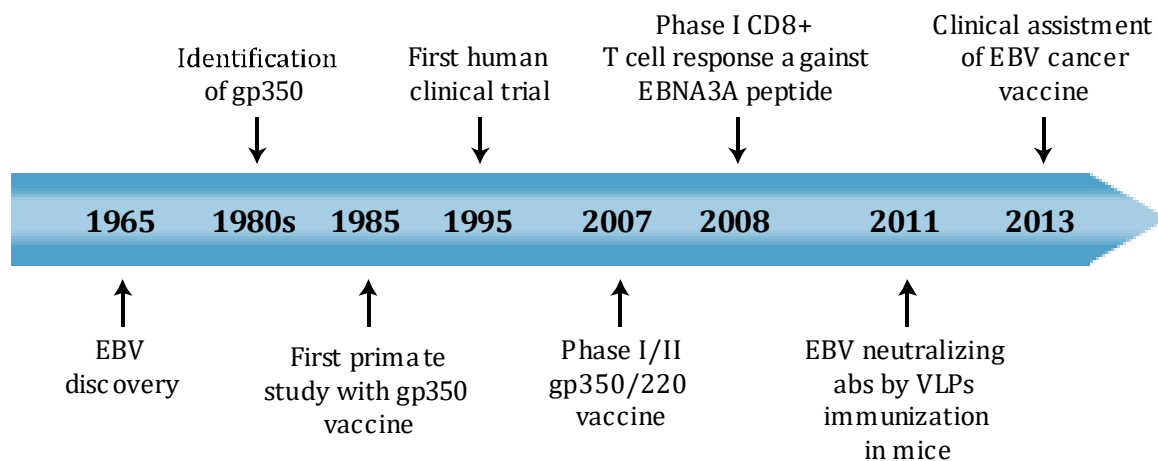 Identification
of gp350
First human
clinical trial
Phase I CD8+
T cell response a gainst
EBNA3A peptide
Clinical assistment
of EBV cancer
vaccine
1965 1980s 1985 1995 2007 2008 2011 2013
EBV
discovery
First primate
study with gp350
vaccine
Phase I/II
gp350/220
vaccine
EBV neutralizing
abs by VLPs
immunization
in mice